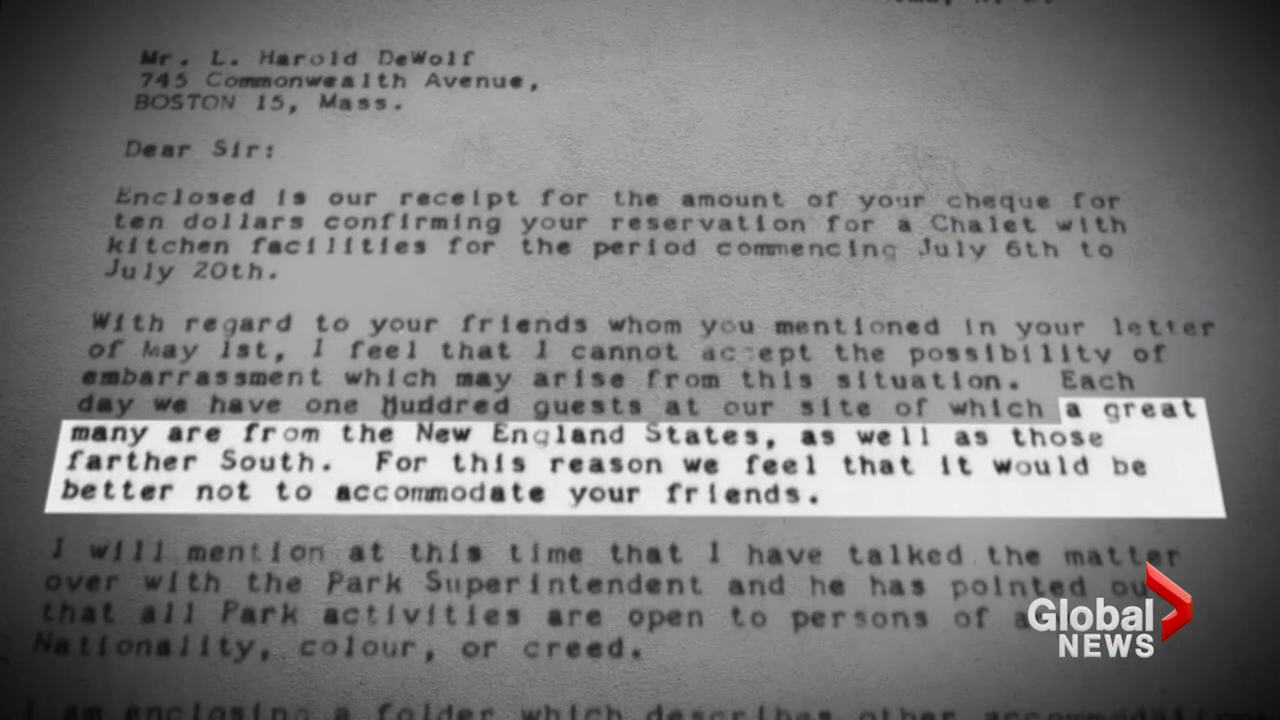 Mr. L. Harold DeWolf
745 Commonwealth Avenue,
BOSTON 15, Mass.
Dear Sir:
Enclosed is our receipt for the amount of your cheque for
ten dollars confirming your reservation for a Chalet with
kitchen facilities for the period commencing July 6th to
July 20th.
With regard to your friends whom you mentioned in your letter
of May 1st, I feel that I cannot accept the possibility of
embarrassment which may arise from this situation. Each
day we have one Huddred guests at our site of which a great
many are from the New England States, as well as those
farther South. For this reason we feel that it would be
better not to accommodate your friends.
I will mention at this time that I have talked the matter
over with the Park Superintendent and he has pointed
that all Park activities are open to persons of
Nationality, colour, or creed.
I am enclosing a folder which describes other
Global
NEWS